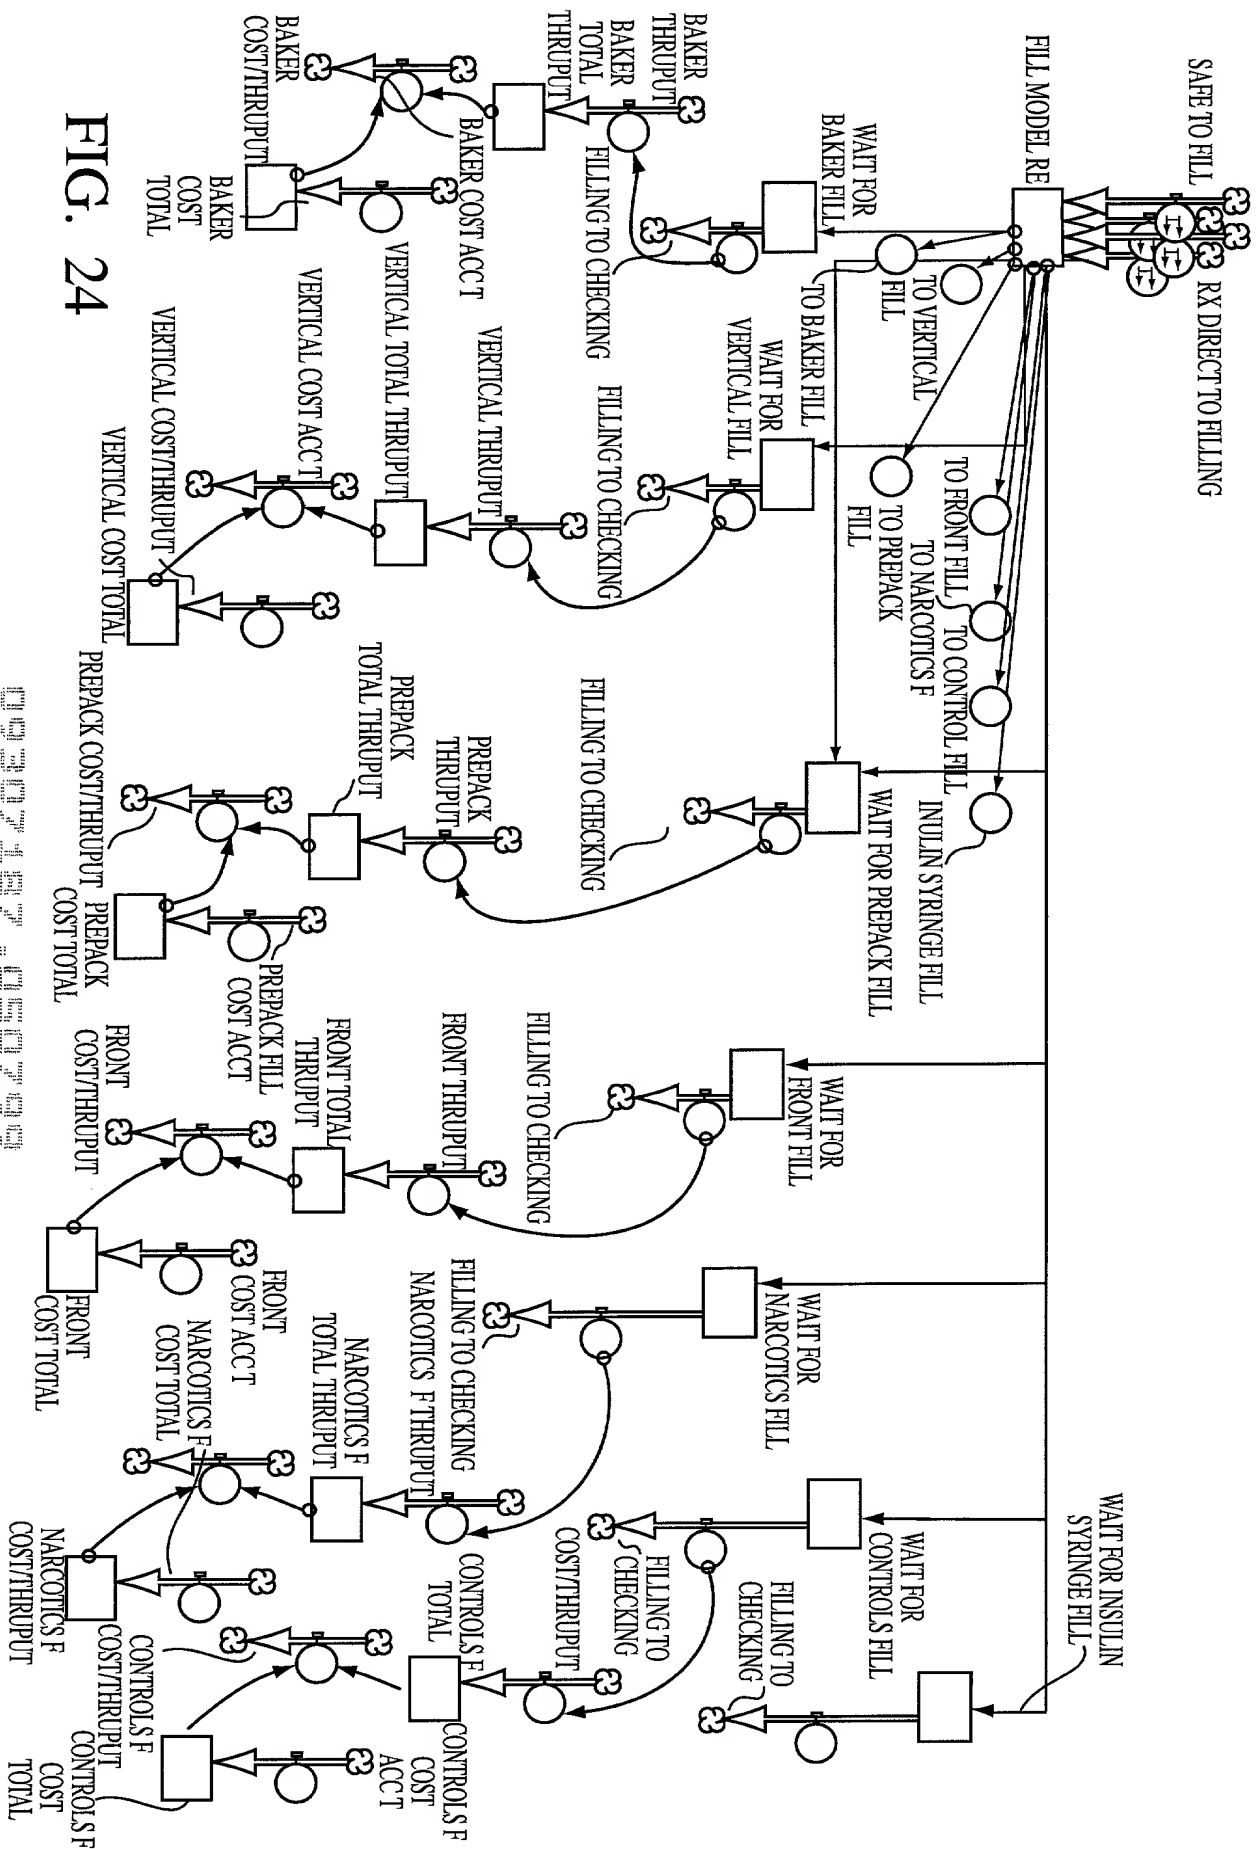 SAFE TO FILL
RX DIRECT TO FILLING
FILL MODEL RE
TO FRONT FILL
TO CONTROL FILL
TO NARCOTICS F
TO PREPACK
FILL
INULIN SYRINGE FILL
TO VERTICAL
FILL
TO BAKER FILL
WAIT FOR INSULIN
SYRINGE FILL
WAIT FOR
BAKER FILL
WAIT FOR
VERTICAL FILL
WAIT FOR PREPACK FILL
WAIT FOR
FRONT FILL
WAIT FOR
NARCOTICS FILL
WAIT FOR
CONTROLS FILL
FILLING TO
CHECKING
BAKER
THRUPUT
BAKER
TOTAL
THRUPUT
FILLING TO CHECKING
FILLING TO CHECKING
FILLING TO CHECKING
FILLING TO CHECKING
FILLING TO CHECKING
FILLING TO
CHECKING
VERTICAL THRUPUT
VERTICAL TOTAL THRUPUT
PREPACK
THRUPUT
PREPACK
TOTAL THRUPUT
FRONT THRUPUT
FRONT TOTAL
THRUPUT
NARCOTICS F THRUPUT
NARCOTICS F
TOTAL THRUPUT
COST/THRUPUT
CONTROLS F
TOTAL
BAKER
COST/THRUPUT
BAKER COST ACC T
BAKER
COST
TOTAL
VERTICAL COST ACC T
VERTICAL COST/THRUPUT
VERTICAL COST TOTAL
PREPACK COST/THRUPUT
PREPACK
COST TOTAL
PREPACK FILL
COST ACCT
FRONT
COST/THRUPUT
FRONT
COST ACC T
FRONT
COST TOTAL
NARCOTICS F
COST TOTAL
NARCOTICS F
COST/THRUPUT
CONTROLS F
COST/THRUPUT
CONTROLS F
COST
ACC T
CONTROLS F
COST
TOTAL
FIG. 24
09307187.050799